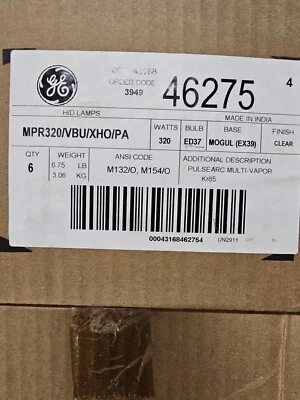 GE
ORDER CODE
3949
46275
4
HID LAMPS
MADE IN INDIA
MPR320/VBU/XHO/PA
WATTS
320
BULB
ED37
BASE
MOGUL (EX39)
FINISH
CLEAR
QTY
6
WEIGHT
6.75 LB
3.06 KG
ANSI CODE
M132/O, M154/O
ADDITIONAL DESCRIPTION
PULSEARC MULTI-VAPOR
Kr85
00043168462754
UN2911